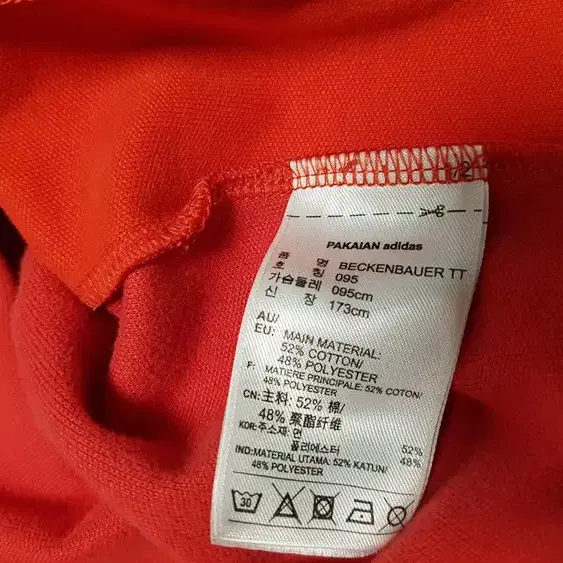 PAKAIAN adidas
품 명 BECKENBAUER TT
호 칭 095
가슴둘레 095cm
신 장 173cm
AU/
EU: MAIN MATERIAL:
52% COTTON/
48% POLYESTER
F: MATIERE PRINCIPALE: 52% COTON/
48% POLYESTER
CN:主料:52% 棉/
48% 聚酯纤维
KOR:주소재: 면 52%
폴리에스터 48%
IND:MATERIAL UTAMA: 52% KATUN/
48% POLYESTER
30